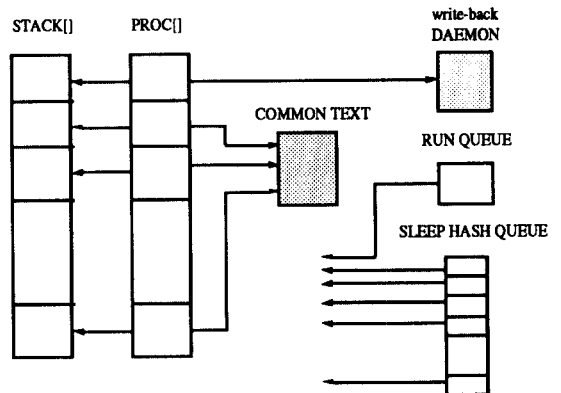 write-back
DAEMON
STACK[]
PROC[]
COMMON TEXT
RUN QUEUE
SLEEP HASH QUEUE